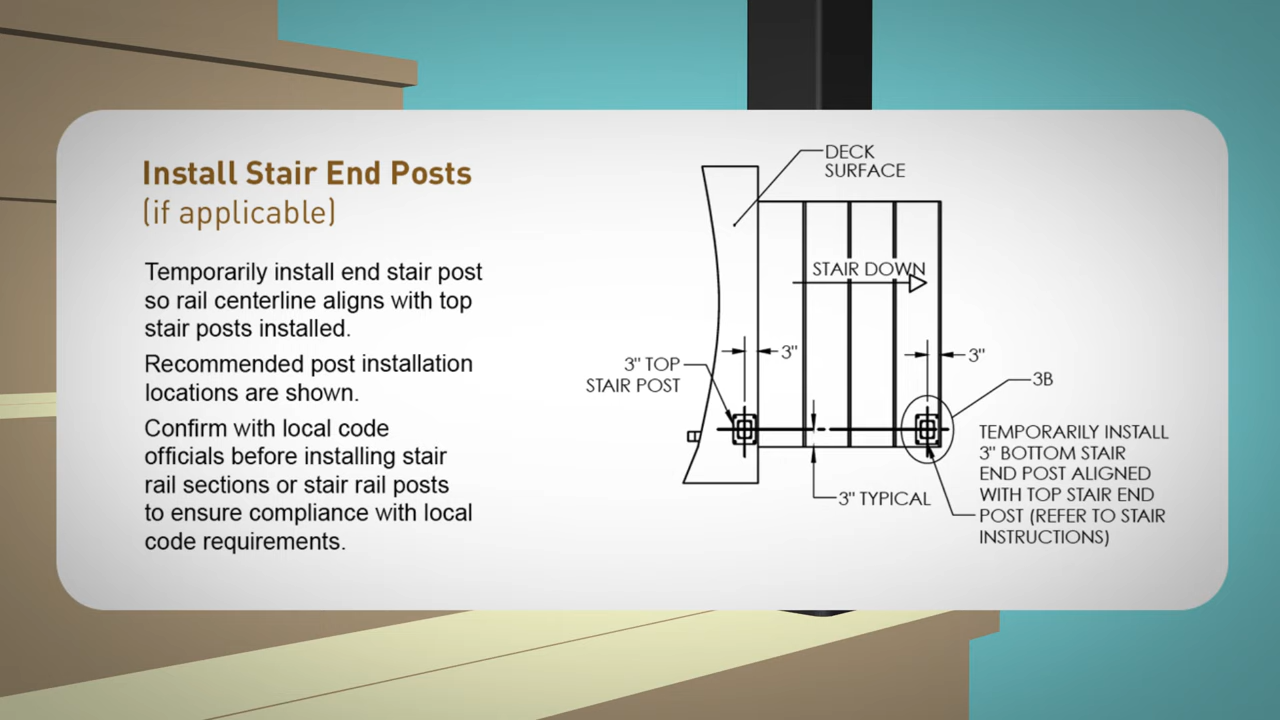 Install Stair End Posts
(if applicable)
Temporarily install end stair post
so rail centerline aligns with top
stair posts installed.
Recommended post installation
locations are shown.
Confirm with local code
officials before installing stair
rail sections or stair rail posts
to ensure compliance with local
code requirements.
DECK
SURFACE
STAIR DOWN
3"
3"
3" TOP
STAIR POST
3B
TEMPORARILY INSTALL
3" BOTTOM STAIR
END POST ALIGNED
WITH TOP STAIR END
POST (REFER TO STAIR
INSTRUCTIONS)
3" TYPICAL